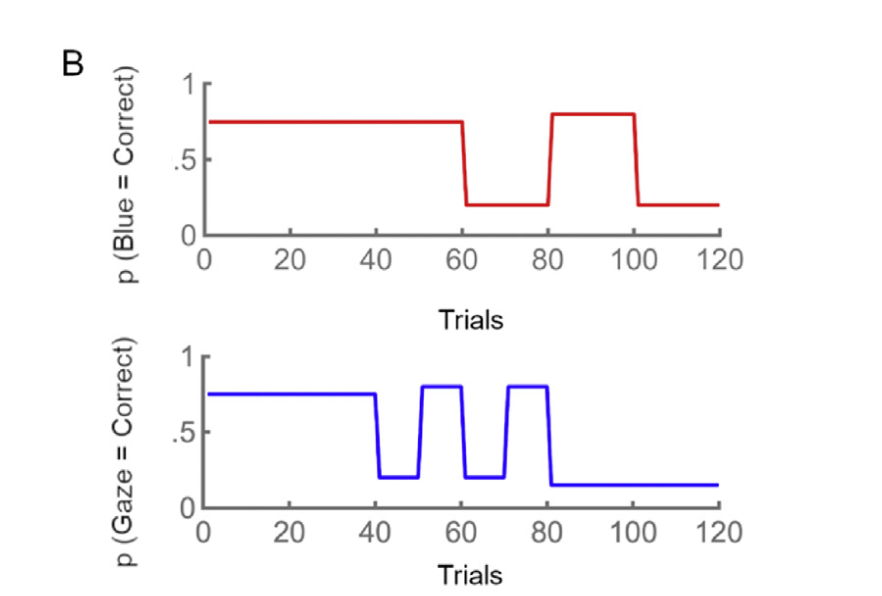 B
p (Blue = Correct)
1
.5
0
0 20 40 60 80 100 120
Trials
p (Gaze = Correct)
1
.5
0
0 20 40 60 80 100 120
Trials